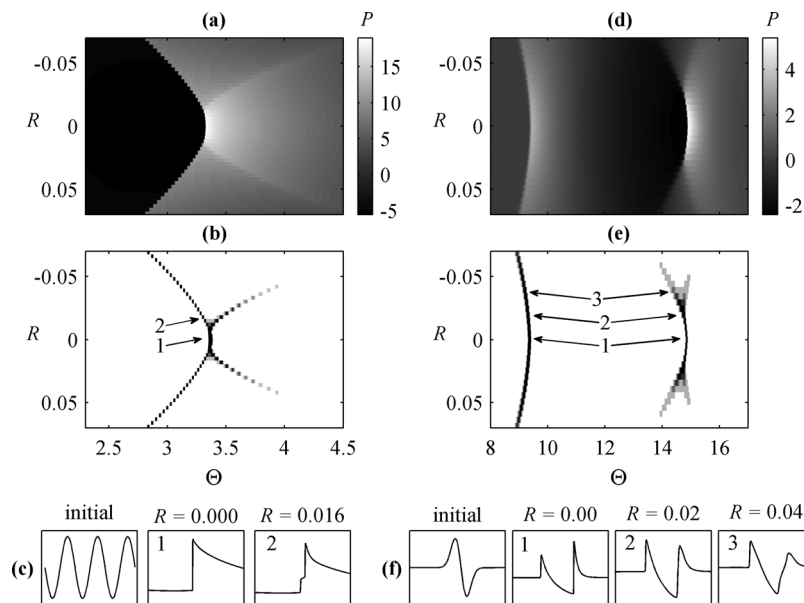 (a)
P
-0.05
R
0
0.05
15
10
5
0
-5
(b)
-0.05
2
R
0
1
0.05
2.5
3
3.5
4
4.5
Θ
(d)
P
-0.05
R
0
0.05
4
2
0
-2
(e)
-0.05
3
2
R
0
1
0.05
8
10
12
14
16
Θ
(c)
initial
R = 0.000
1
R = 0.016
2
(f)
initial
R = 0.00
1
R = 0.02
2
R = 0.04
3